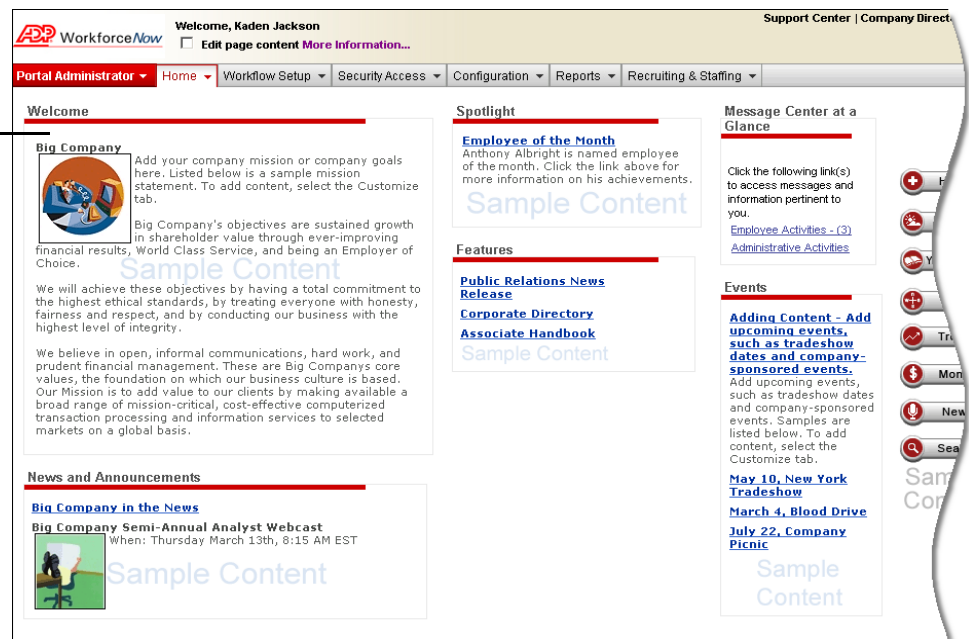 ADP WorkforceNow
Welcome, Kaden Jackson
Edit page content More Information...
Support Center | Company
Portal Administrator
Home
Workflow Setup
Security Access
Configuration
Reports
Recruiting & Staffing
Welcome
Big Company
Add your company mission or company goals
here. Listed below is a sample mission
statement. To add content, select the Customize
tab.
Big Company's objectives are sustained growth
in shareholder value through ever-improving
financial results, World Class Service, and being an Employer of
Choice.
Sample Content
We will achieve these objectives by having a total commitment to
the highest ethical standards, by treating everyone with honesty,
fairness and respect, and by conducting our business with the
highest level of integrity.
We believe in open, informal communications, hard work, and
prudent financial management. These are Big Companys core
values, the foundation on which our business culture is based.
Our Mission is to add value to our clients by making available a
broad range of mission-critical, cost-effective computerized
transaction processing and information services to selected
markets on a global basis.
News and Announcements
Big Company in the News
Big Company Semi-Annual Analyst Webcast
When: Thursday March 13th, 8:15 AM EST
Sample Content
Spotlight
Employee of the Month
Anthony Albright is named employee
of the month. Click the link above for
more information on his achievements.
Sample Content
Features
Public Relations News
Release
Corporate Directory
Associate Handbook
Sample Content
Message Center at a
Glance
Click the following link(s)
to access messages and
information pertinent to
you.
Employee Activities - (3)
Administrative Activities
Events
Adding Content - Add
upcoming events,
such as tradeshow
dates and company-
sponsored events.
Add upcoming events,
such as tradeshow dates
and company-sponsored
events. Samples are
listed below. To add
content, select the
Customize tab.
May 10, New York
Tradeshow
March 4, Blood Drive
July 22, Company
Picnic
Sample
Content